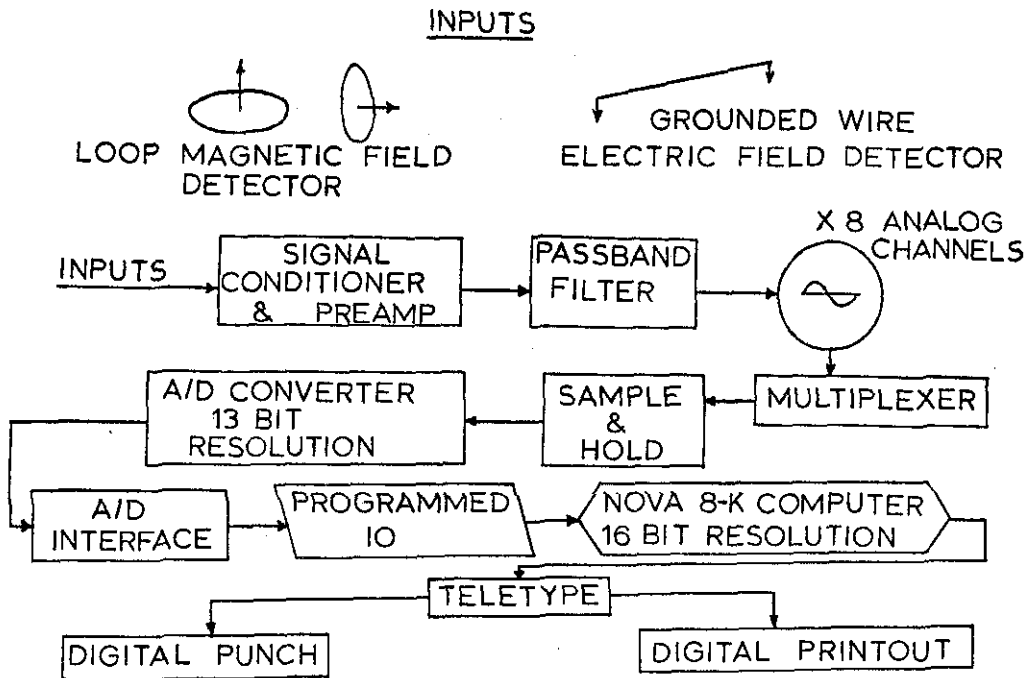 INPUTS
LOOP MAGNETIC FIELD
DETECTOR
GROUNDED WIRE
ELECTRIC FIELD DETECTOR
X 8 ANALOG
CHANNELS
INPUTS
SIGNAL
CONDITIONER
& PREAMP
PASSBAND
FILTER
A/D CONVERTER
13 BIT
RESOLUTION
SAMPLE
&
HOLD
MULTIPLEXER
A/D
INTERFACE
PROGRAMMED
IO
NOVA 8-K COMPUTER
16 BIT RESOLUTION
TELETYPE
DIGITAL PUNCH
DIGITAL PRINTOUT